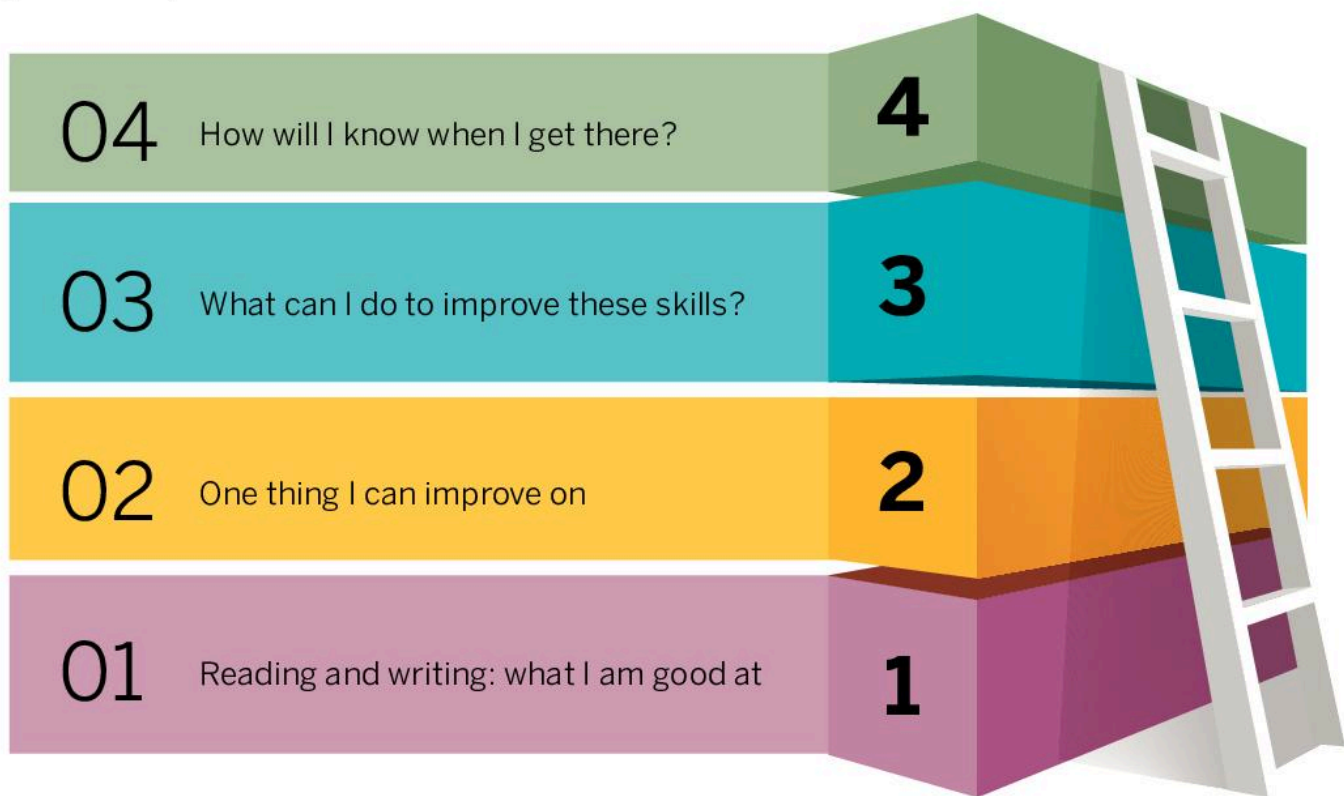 04 How will I know when I get there? 4
03 What can I do to improve these skills? 3
02 One thing I can improve on 2
01 Reading and writing: what I am good at 1